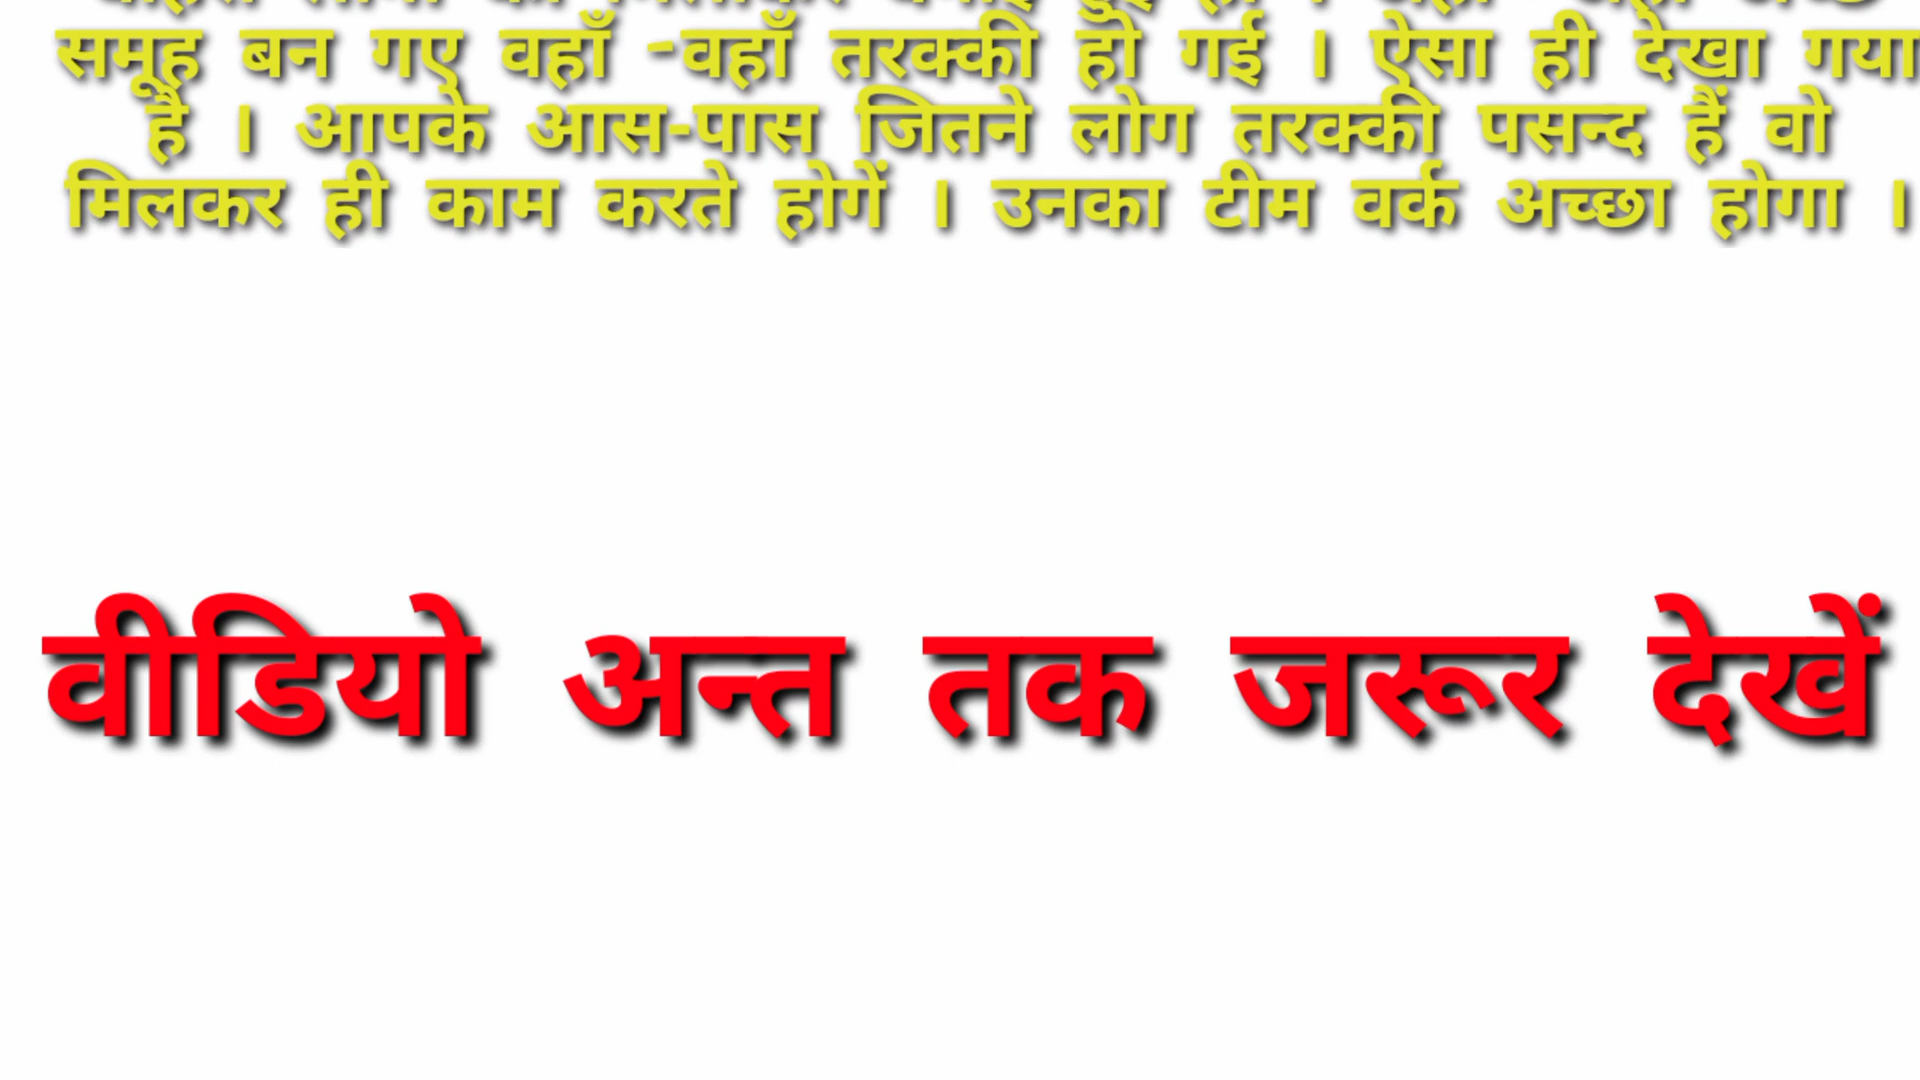 समूह बन गए वहाँ -वहाँ तरक्की हो गई । ऐसा ही देखा गया
है । आपके आस-पास जितने लोग तरक्की पसन्द हैं वो
मिलकर ही काम करते होगें । उनका टीम वर्क अच्छा होगा ।
वीडियो अन्त तक जरूर देखें